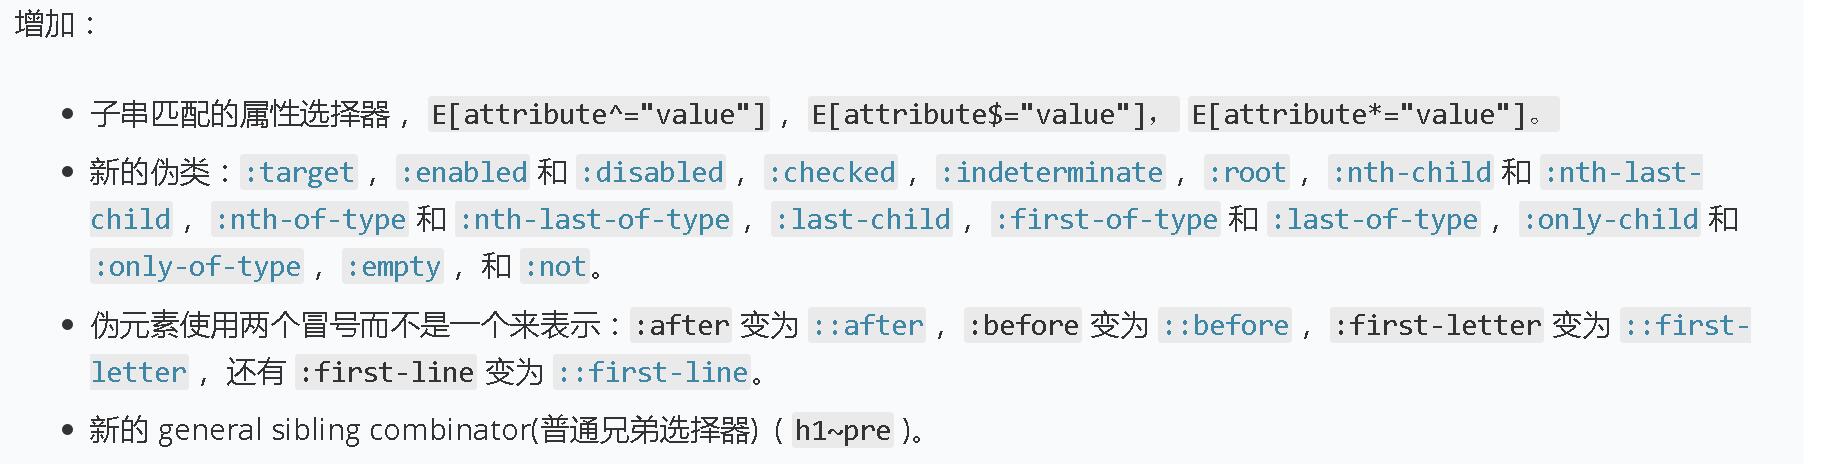 增加：
子串匹配的属性选择器， E[attribute^="value"]， E[attribute$="value"]， E[attribute*="value"]。
新的伪类：:target， :enabled 和 :disabled， :checked， :indeterminate， :root， :nth-child 和 :nth-last-
child， :nth-of-type 和 :nth-last-of-type， :last-child， :first-of-type 和 :last-of-type， :only-child 和
:only-of-type， :empty，和 :not。
伪元素使用两个冒号而不是一个来表示：:after 变为 ::after， :before 变为 ::before， :first-letter 变为 ::first-
letter，还有 :first-line 变为 ::first-line。
新的 general sibling combinator(普通兄弟选择器) ( h1~pre )。